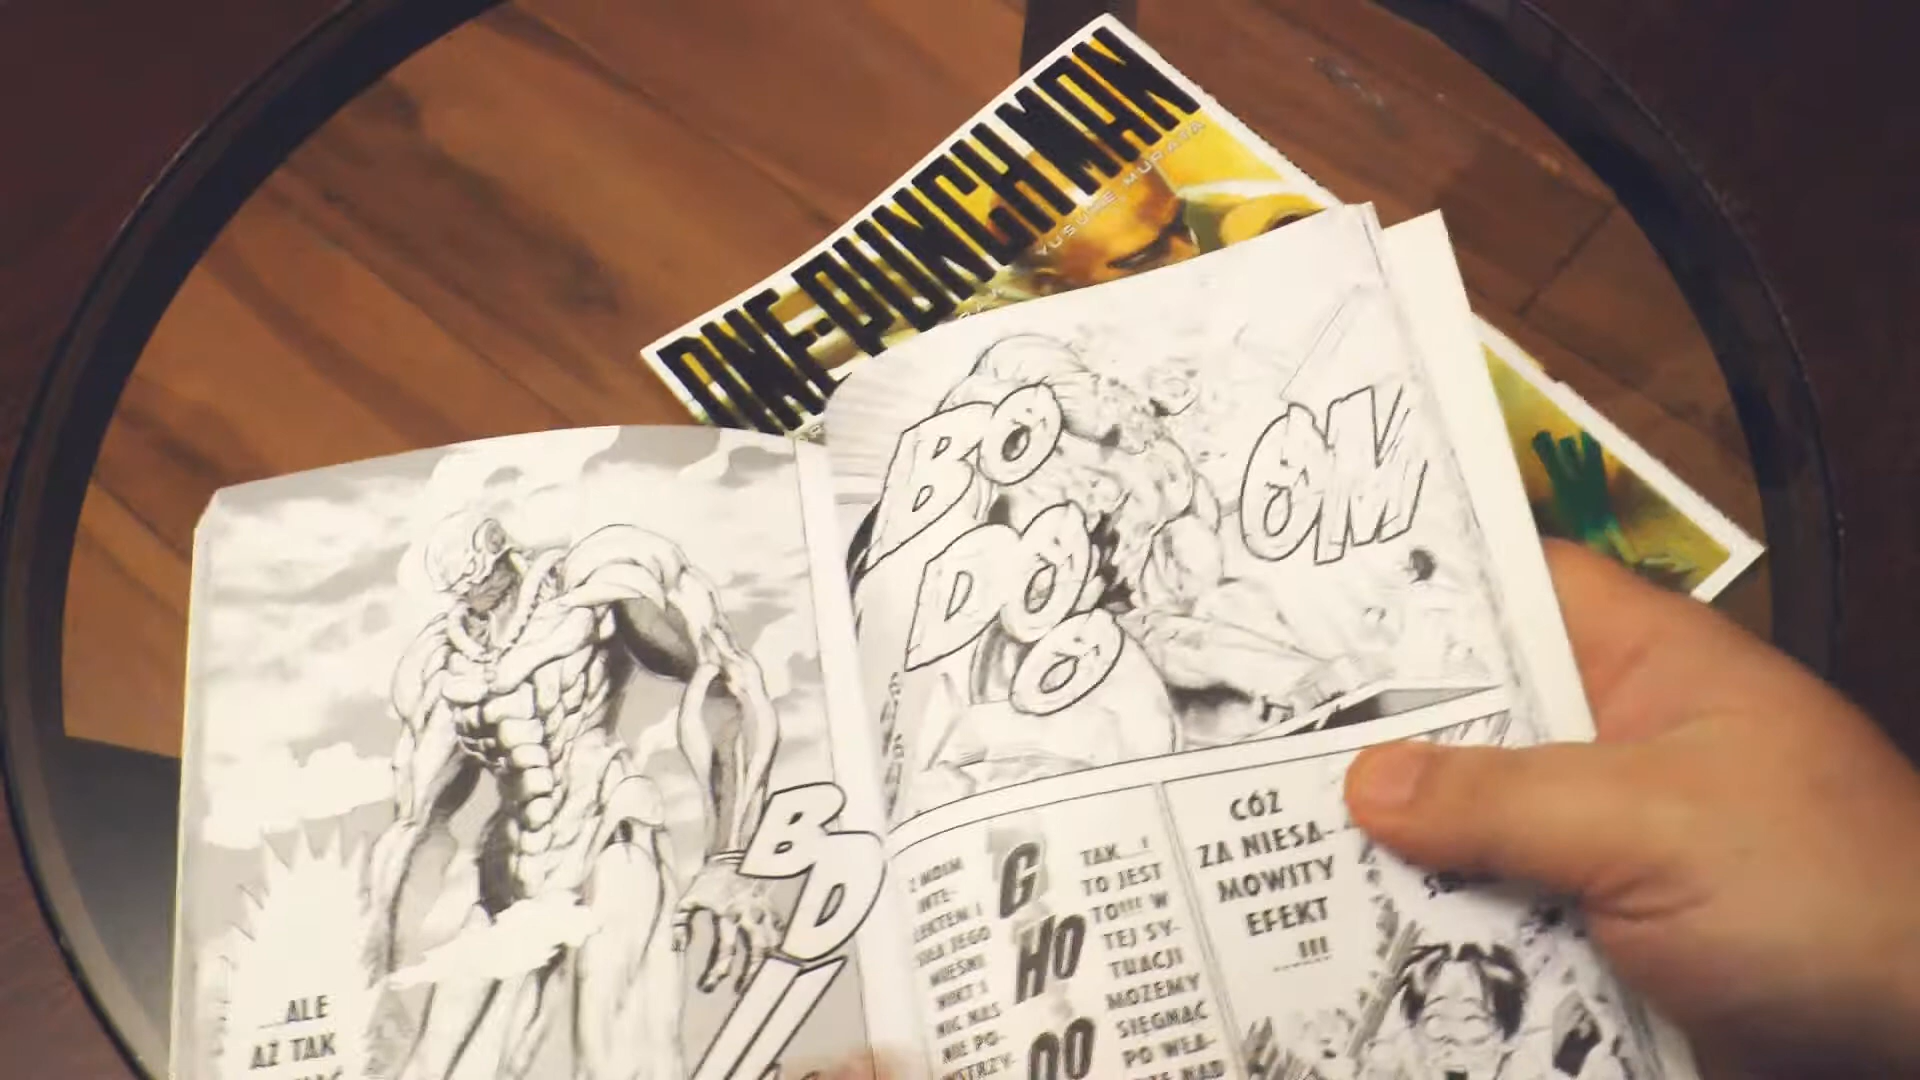 ONE-PUNCH MAN
YUSUKE MURATA
BO
OM
DO
O
B
D
...ALE
AŻ TAK
Z MOIM
INTE-
LEKTEM I
SIŁĄ JEGO
MIĘŚNI
NIKT I
NIC NAS
NIE PO-
WSTRZY-
G
HO
OO
TAK...!
TO JEST
TO!!! W
TEJ SY-
TUACJI
MOŻEMY
SIĘGNĄĆ
PO WŁA-
NAD
CÓŻ
ZA NIESA-
MOWITY
EFEKT
...!!!